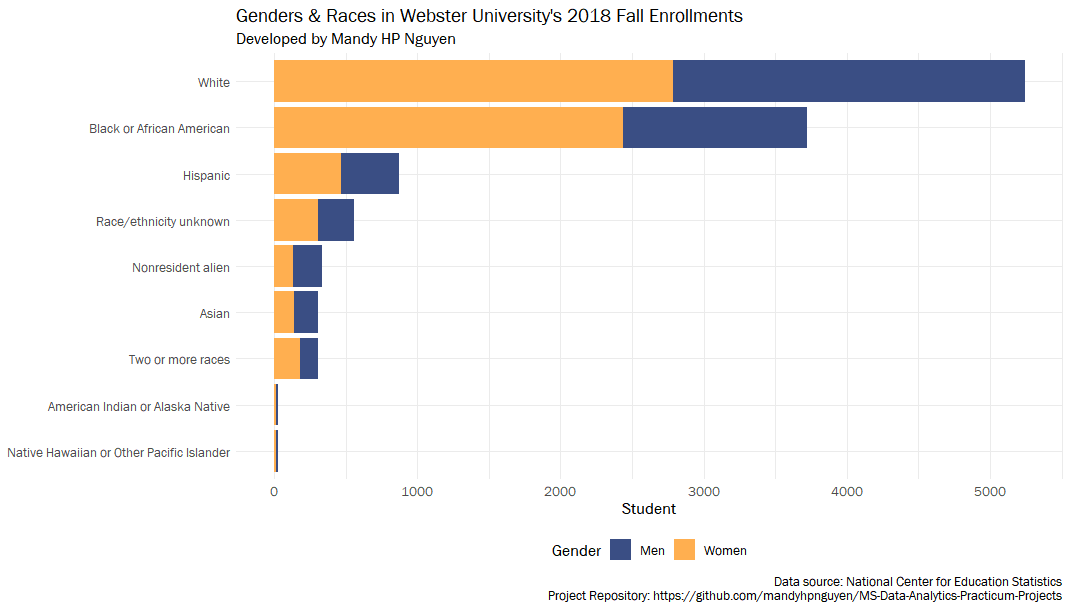 Genders & Races in Webster University's 2018 Fall Enrollments
Developed by Mandy HP Nguyen
White
Black or African American
Hispanic
Race/ethnicity unknown
Nonresident alien
Asian
Two or more races
American Indian or Alaska Native
Native Hawaiian or Other Pacific Islander
0 1000 2000 3000 4000 5000
Student
Gender Men Women
Data source: National Center for Education Statistics
Project Repository: https://github.com/mandyhpnguyen/MS-Data-Analytics-Practicum-Projects